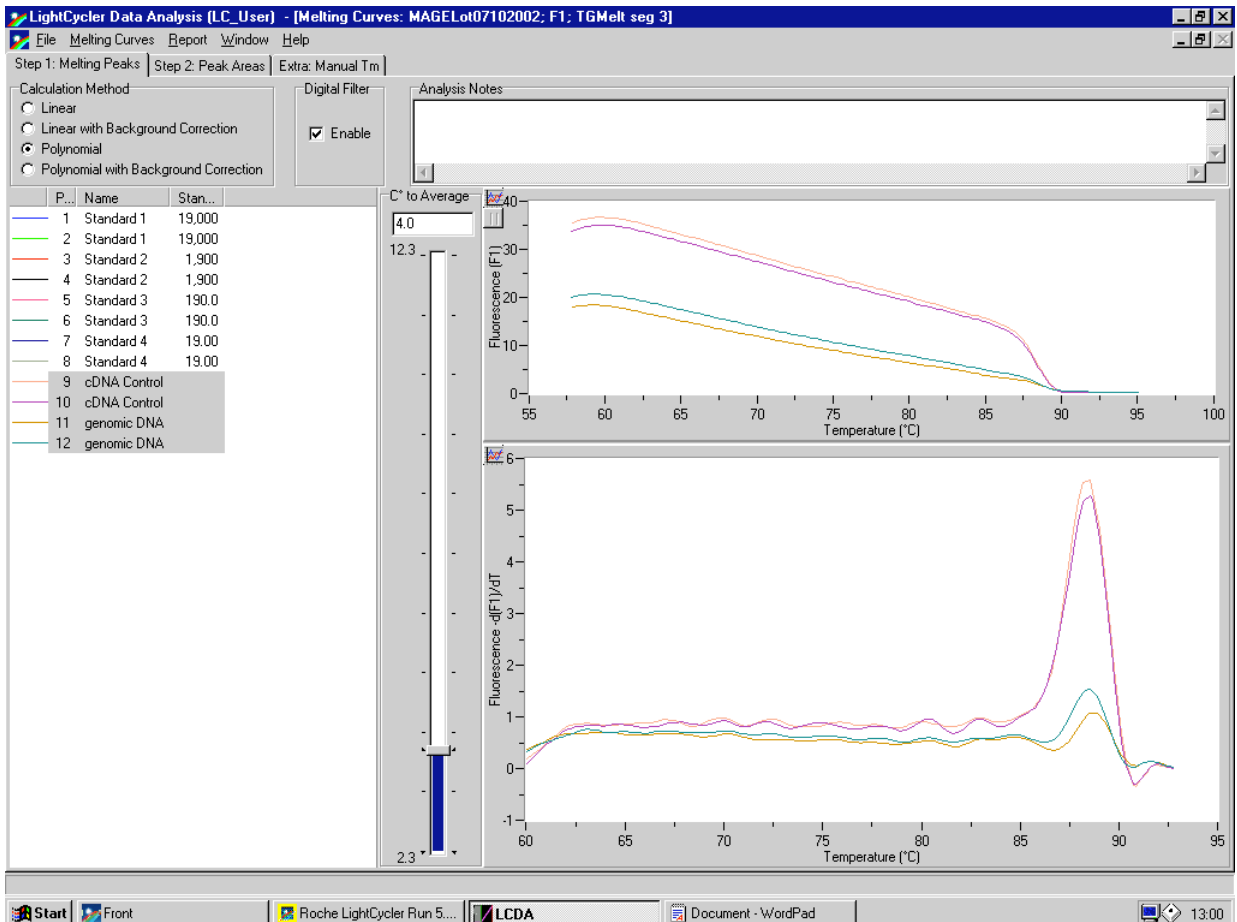 LightCycler Data Analysis (LC_User) - [Melting Curves: MAGELot07102002; F1; TGMelt seg 3]
File Melting Curves Report Window Help
Step 1: Melting Peaks Step 2: Peak Areas Extra: Manual Tm
Calculation Method
Linear
Linear with Background Correction
Polynomial
Polynomial with Background Correction
Digital Filter
Enable
Analysis Notes
P... Name Stan...
1 Standard 1 19,000
2 Standard 1 19,000
3 Standard 2 1,900
4 Standard 2 1,900
5 Standard 3 190.0
6 Standard 3 190.0
7 Standard 4 19.00
8 Standard 4 19.00
9 cDNA Control
10 cDNA Control
11 genomic DNA
12 genomic DNA
C° to Average
4.0
12.3
2.3
Fluorescence (F1)
40
30
20
10
0
55 60 65 70 75 80 85 90 95 100
Temperature (°C)
Fluorescence -d(F1)/dT
6
5
4
3
2
1
0
-1
60 65 70 75 80 85 90 95
Temperature (°C)
Start Front Roche LightCycler Run 5.... LCDA Document - WordPad 13:00